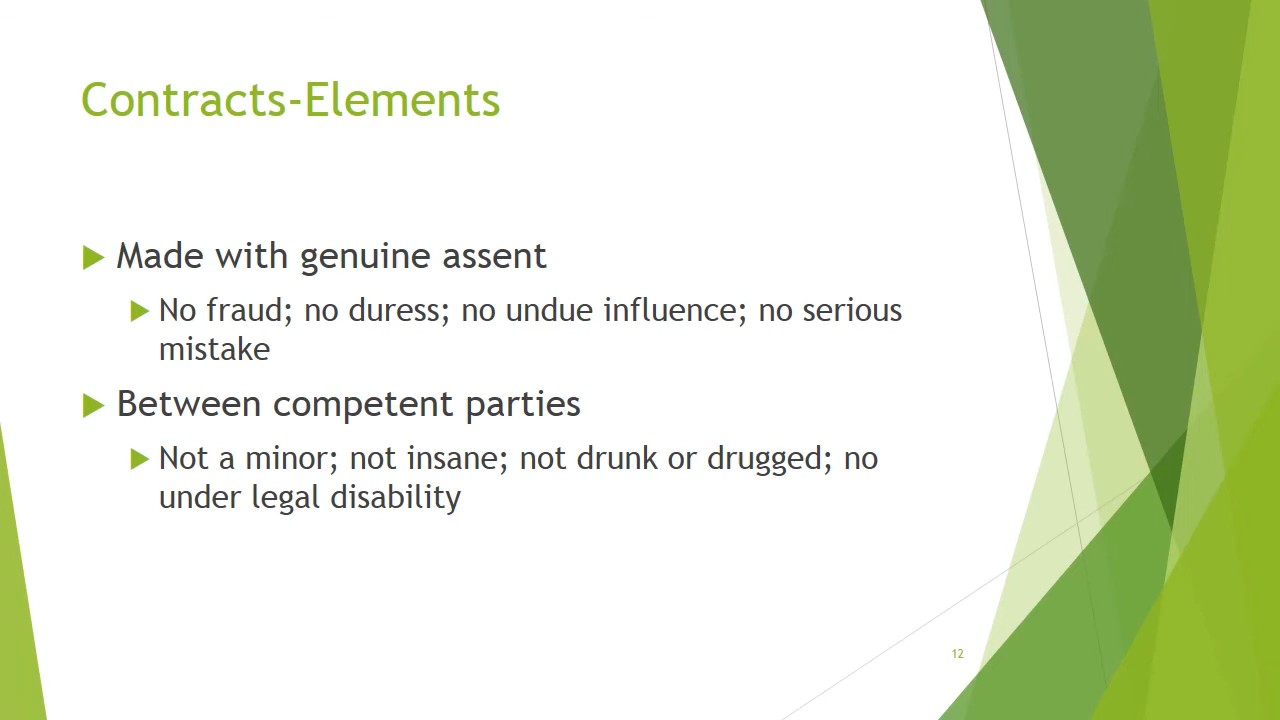 Contracts-Elements
Made with genuine assent
No fraud; no duress; no undue influence; no serious
mistake
Between competent parties
Not a minor; not insane; not drunk or drugged; no
under legal disability
12